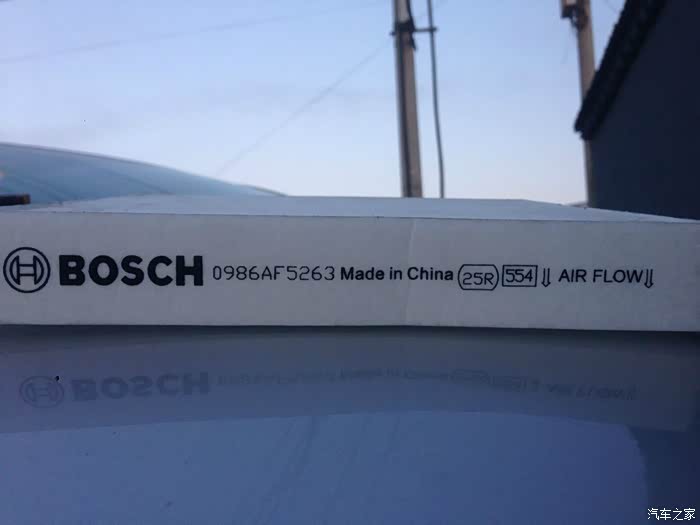 BOSCH 0986AF5263 Made in China 25R 554 ⇓ AIR FLOW ⇓
汽车之家